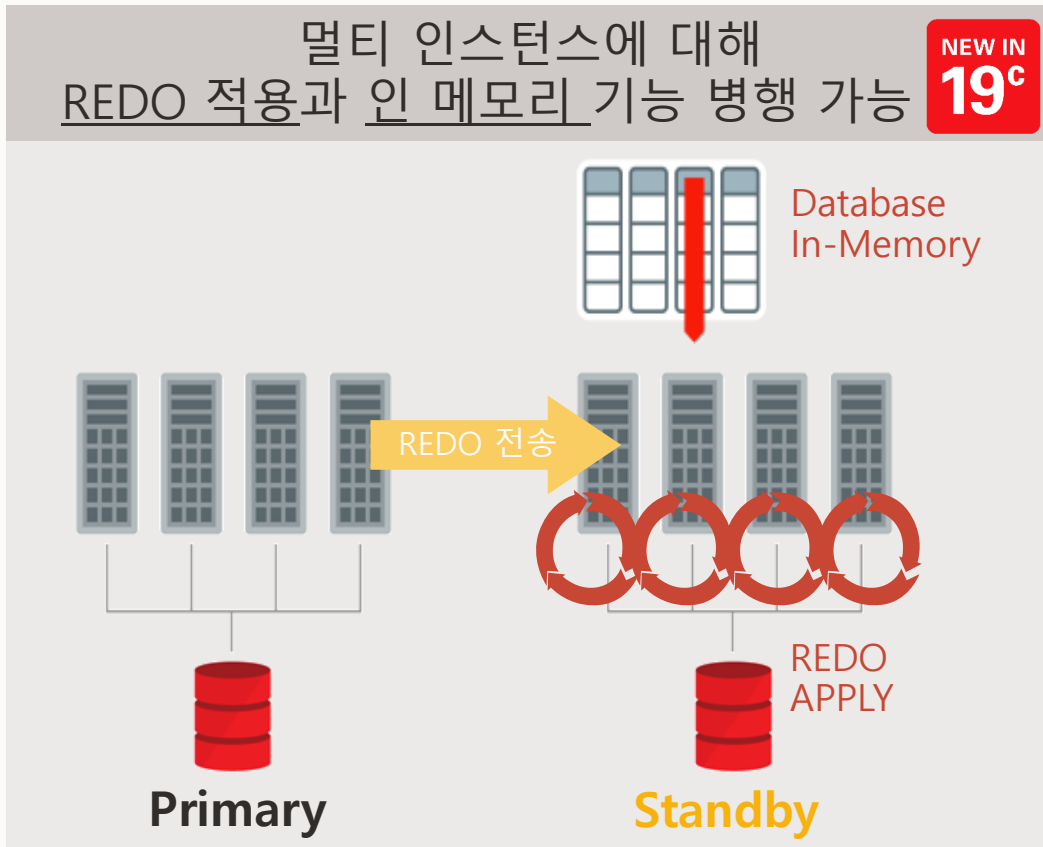 멀티 인스턴스에 대해
REDO 적용과 인 메모리 기능 병행 가능
NEW IN
19c
Database
In-Memory
REDO 전송
REDO
APPLY
Primary
Standby